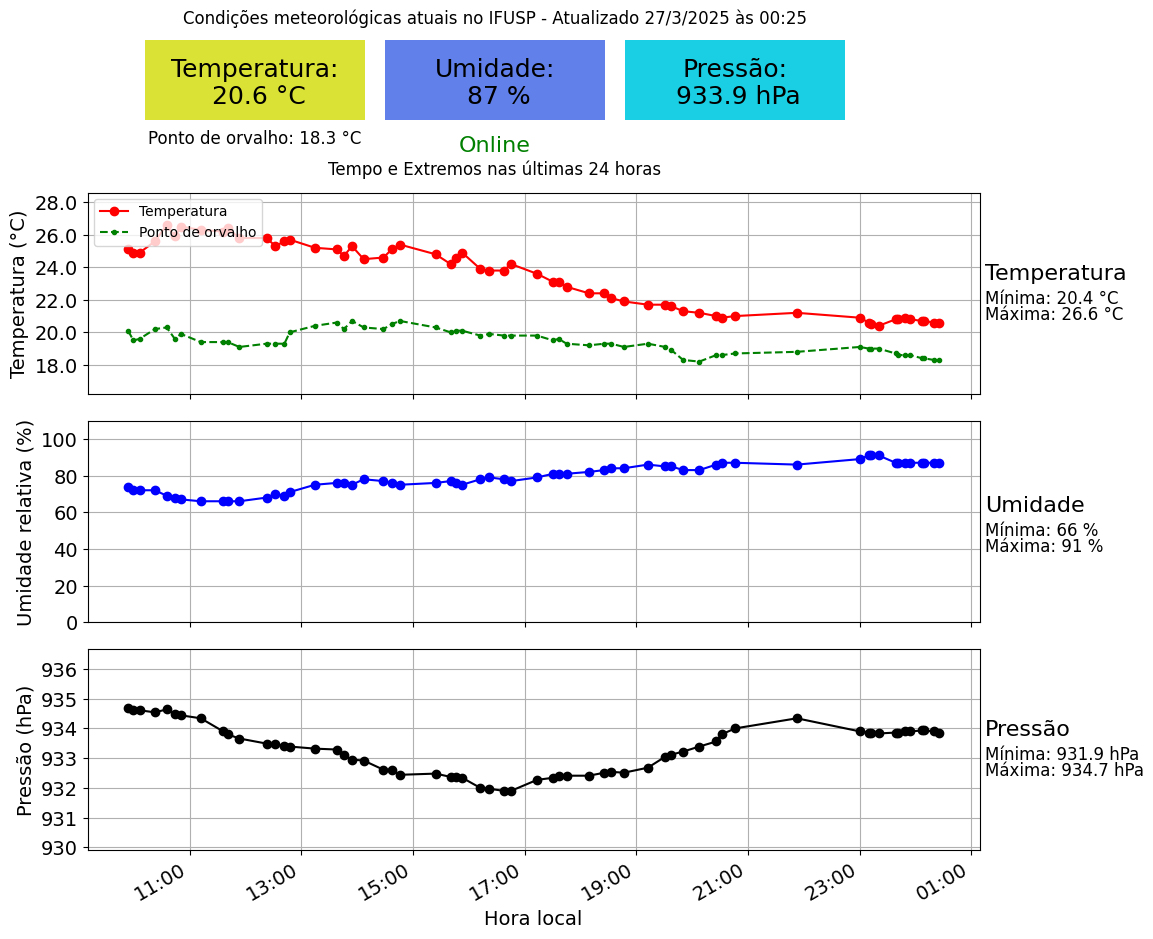 Condições meteorológicas atuais no IFUSP - Atualizado 27/3/2025 às 00:25
Temperatura:
20.6 °C
Umidade:
87 %
Pressão:
933.9 hPa
Ponto de orvalho: 18.3 °C
Online
Tempo e Extremos nas últimas 24 horas
Temperatura (°C)
28.0
26.0
24.0
22.0
20.0
18.0
Temperatura
Ponto de orvalho
Temperatura
Mínima: 20.4 °C
Máxima: 26.6 °C
Umidade relativa (%)
100
80
60
40
20
0
Umidade
Mínima: 66 %
Máxima: 91 %
Pressão (hPa)
936
935
934
933
932
931
930
Pressão
Mínima: 931.9 hPa
Máxima: 934.7 hPa
11:00 13:00 15:00 17:00 19:00 21:00 23:00 01:00
Hora local